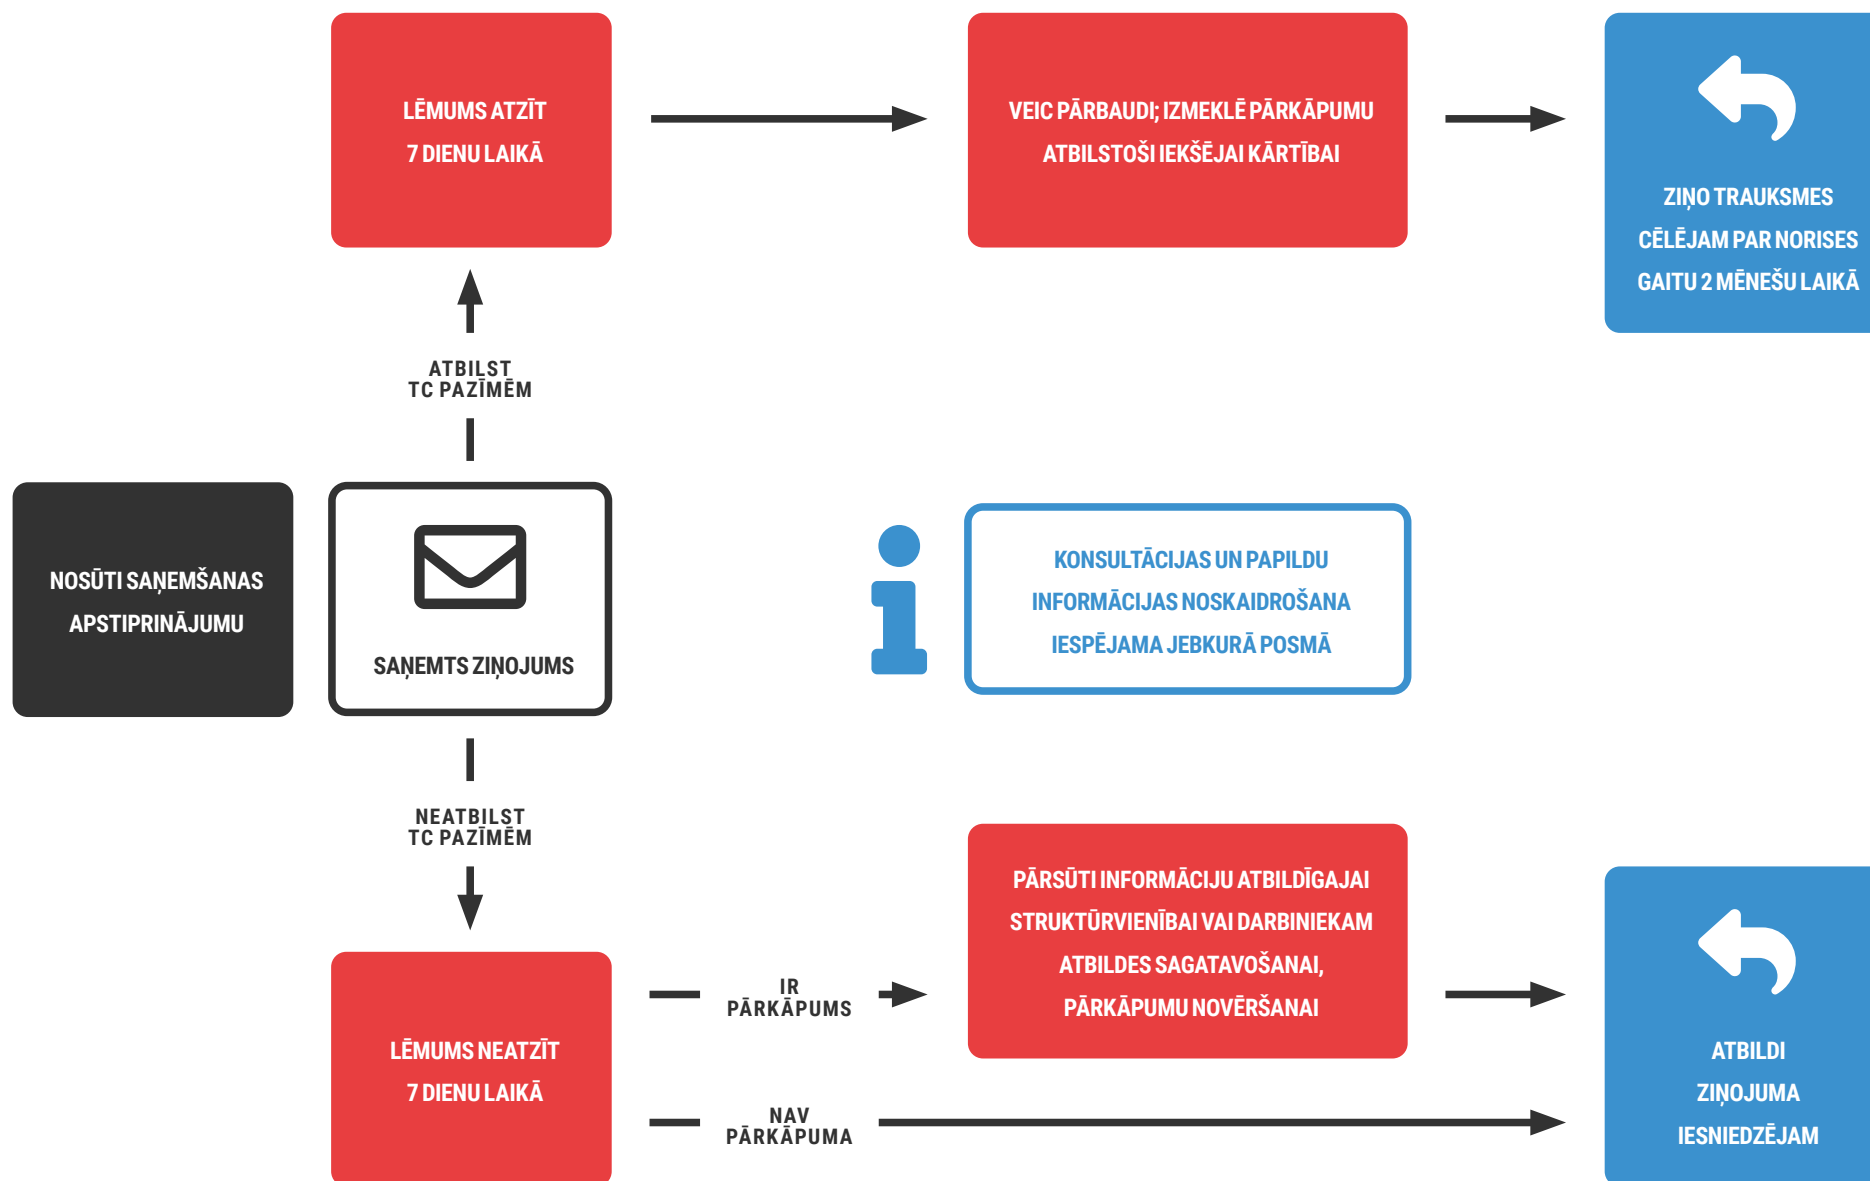 LĒMUMS ATZĪT
7 DIENU LAIKĀ
VEIC PĀRBAUDI; IZMEKLĒ PĀRKĀPUMU
ATBILSTOŠI IEKŠĒJAI KĀRTĪBAI
ZIŅO TRAUKSMES
CĒLĒJAM PAR NORISES
GAITU 2 MĒNEŠU LAIKĀ
ATBILST
TC PAZĪMĒM
NOSŪTI SAŅEMŠANAS
APSTIPRINĀJUMU
SAŅEMTS ZIŅOJUMS
KONSULTĀCIJAS UN PAPILDU
INFORMĀCIJAS NOSKAIDROŠANA
IESPĒJAMA JEBKURĀ POSMĀ
NEATBILST
TC PAZĪMĒM
LĒMUMS NEATZĪT
7 DIENU LAIKĀ
IR
PĀRKĀPUMS
PĀRSŪTI INFORMĀCIJU ATBILDĪGAJAI
STRUKTŪRVIENĪBAI VAI DARBINIEKAM
ATBILDES SAGATAVOŠANAI,
PĀRKĀPUMU NOVĒRŠANAI
NAV
PĀRKĀPUMA
ATBILDI
ZIŅOJUMA
IESNIEDZĒJAM